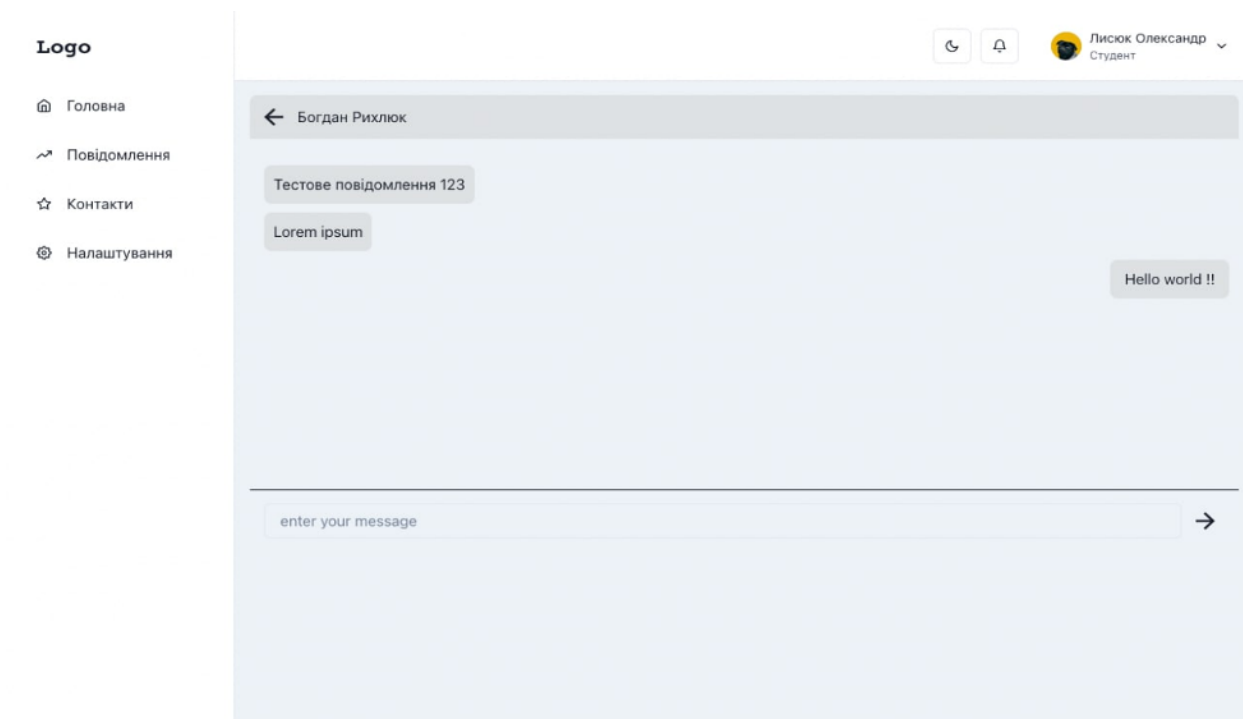 Logo
Лисюк Олександр
Студент
Головна
Повідомлення
Контакти
Налаштування
Богдан Рихлюк
Тестове повідомлення 123
Lorem ipsum
Hello world !!
enter your message